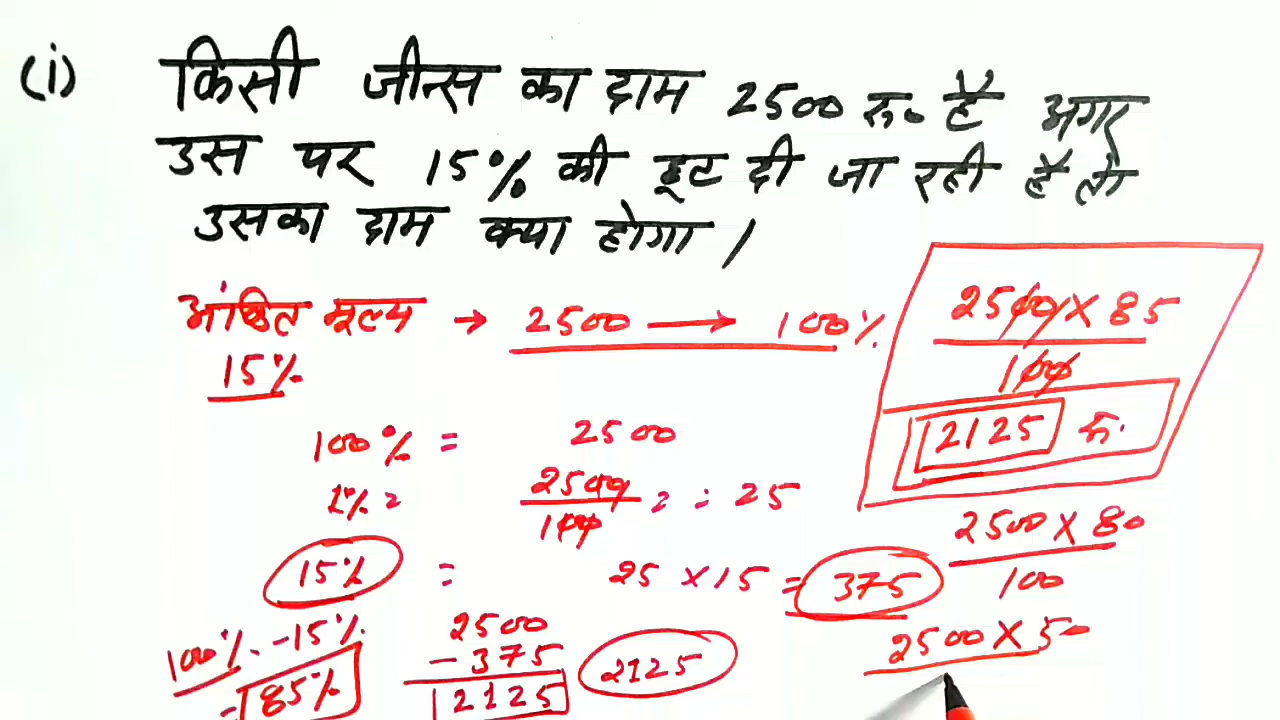 (i) किसी जीन्स का दाम 2500 रु. है अगर
उस पर 15% की छूट दी जा रही है तो
उसका दाम क्या होगा।
अंकित मूल्य → 2500 → 100%
15%
100% = 2500
1% = 2500/100 = = 25
15% = 25 × 15 = 375
100% - 15%
- 85%
2500
- 375
2125
2125
2500 × 85
100
2125 रु.
2500 × 80
100
2500 × 50